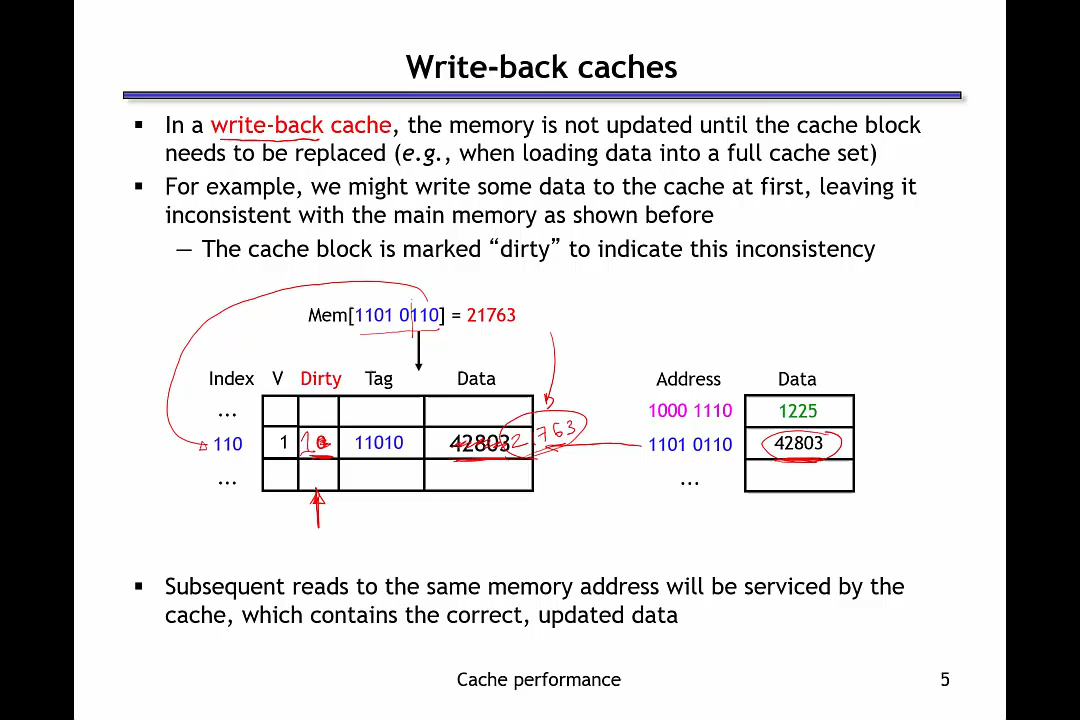 Write-back caches
▪ In a write-back cache, the memory is not updated until the cache block
needs to be replaced (e.g., when loading data into a full cache set)
▪ For example, we might write some data to the cache at first, leaving it
inconsistent with the main memory as shown before
— The cache block is marked “dirty” to indicate this inconsistency
Mem[1101 0110] = 21763
Index V Dirty Tag Data Address Data
... 1000 1110 1225
110 1 1 11010 42803 1101 0110 42803
... ...
▪ Subsequent reads to the same memory address will be serviced by the
cache, which contains the correct, updated data
Cache performance 5